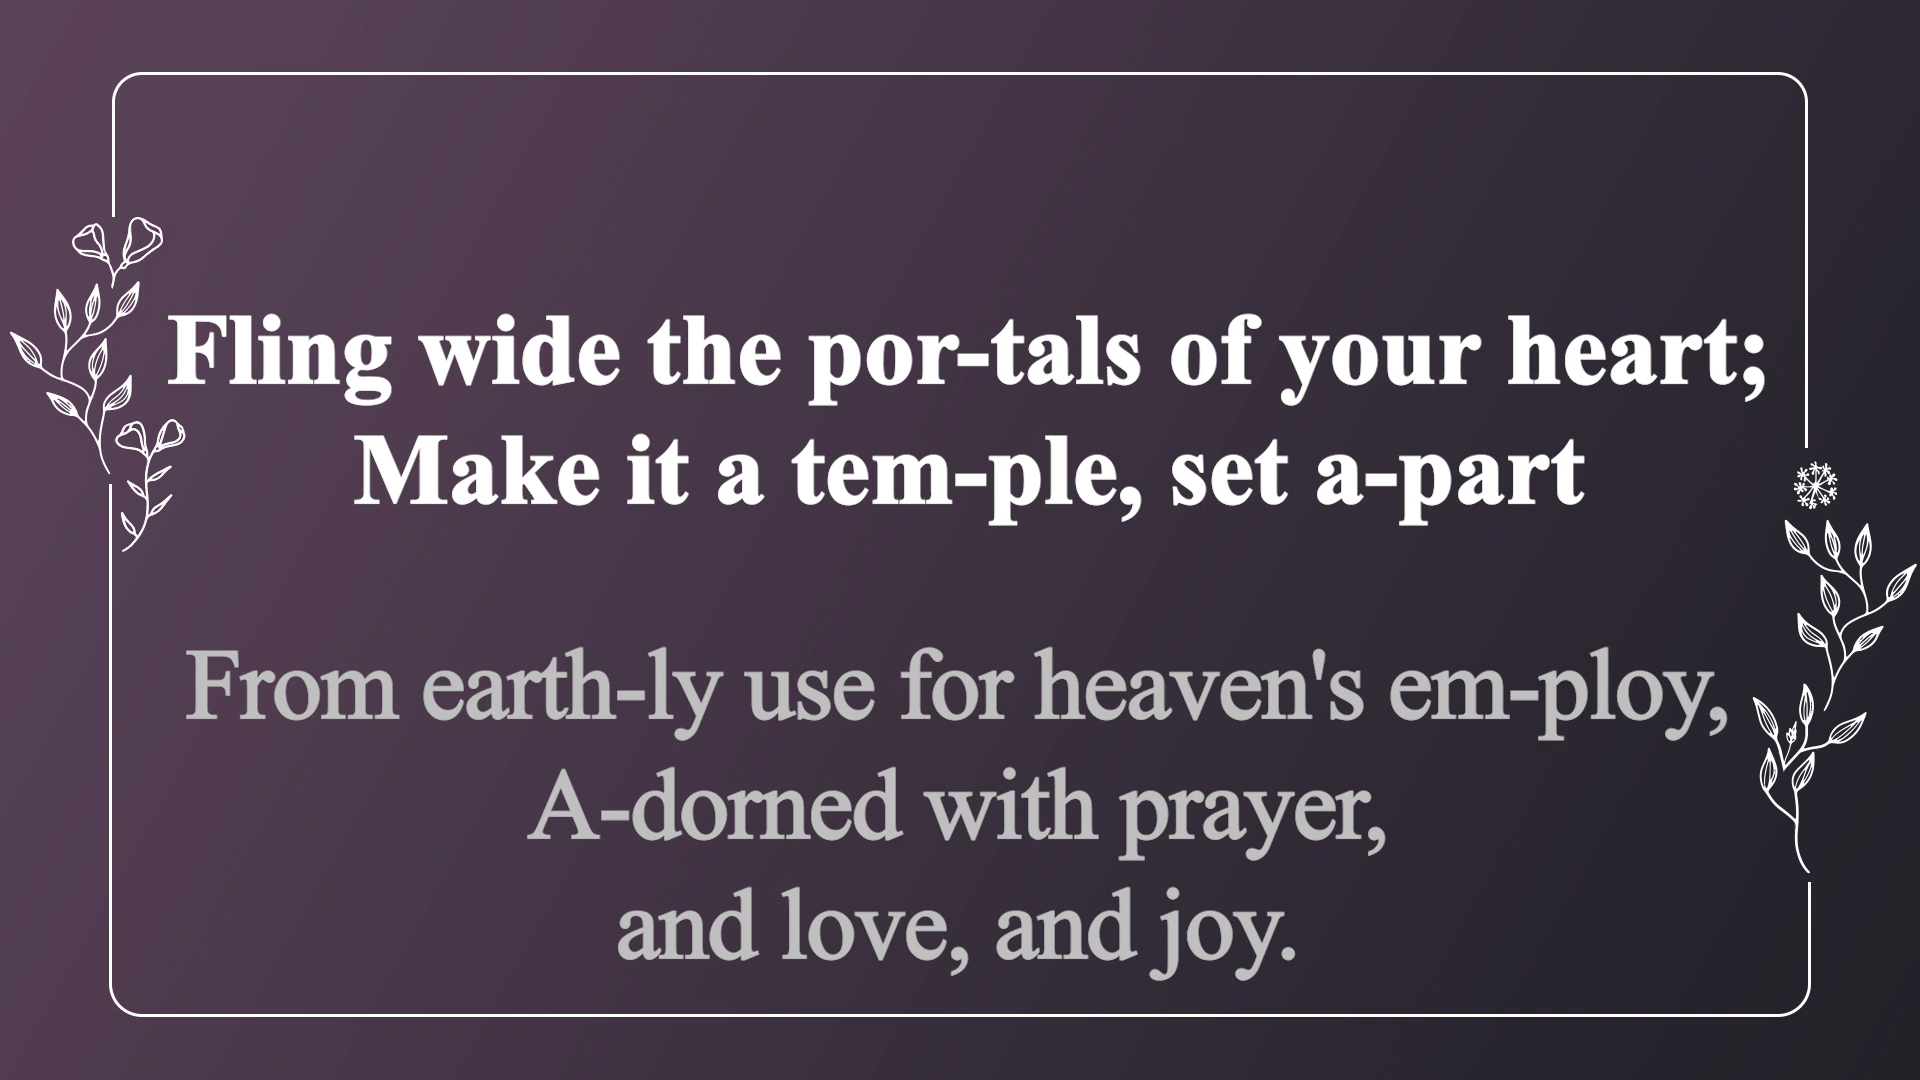 Fling wide the por-tals of your heart;
Make it a tem-ple, set a-part
From earth-ly use for heaven's em-ploy,
A-dorned with prayer,
and love, and joy.